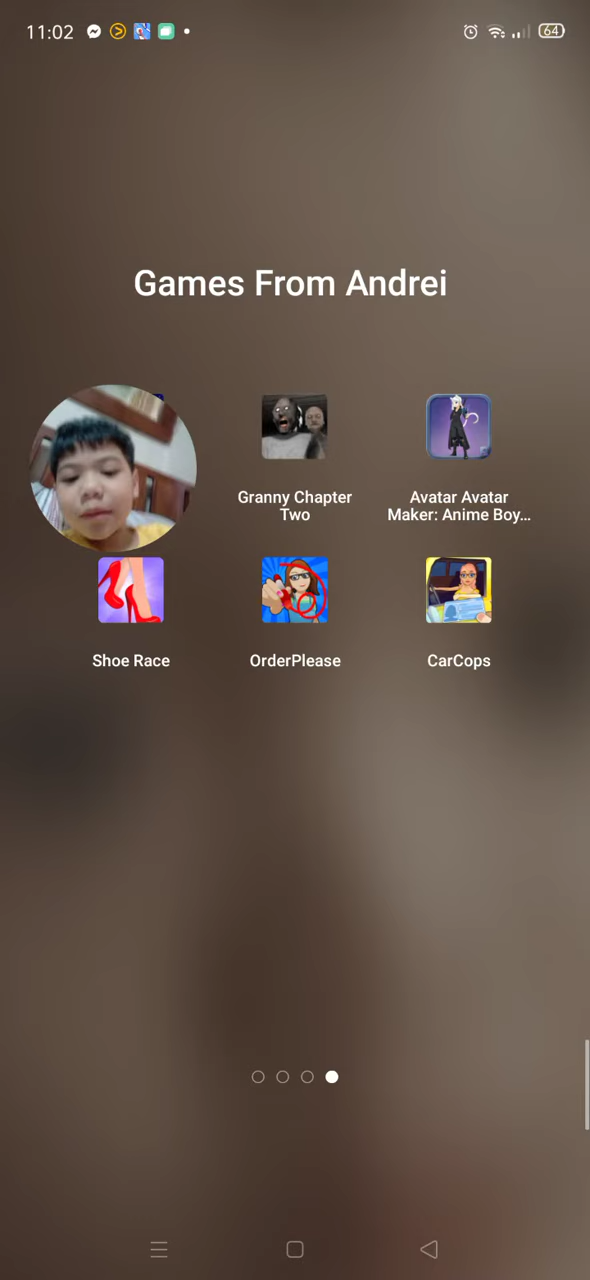 11:02
64
Games From Andrei
Granny Chapter
Two
Avatar Avatar
Maker: Anime Boy...
Shoe Race
OrderPlease
CarCops